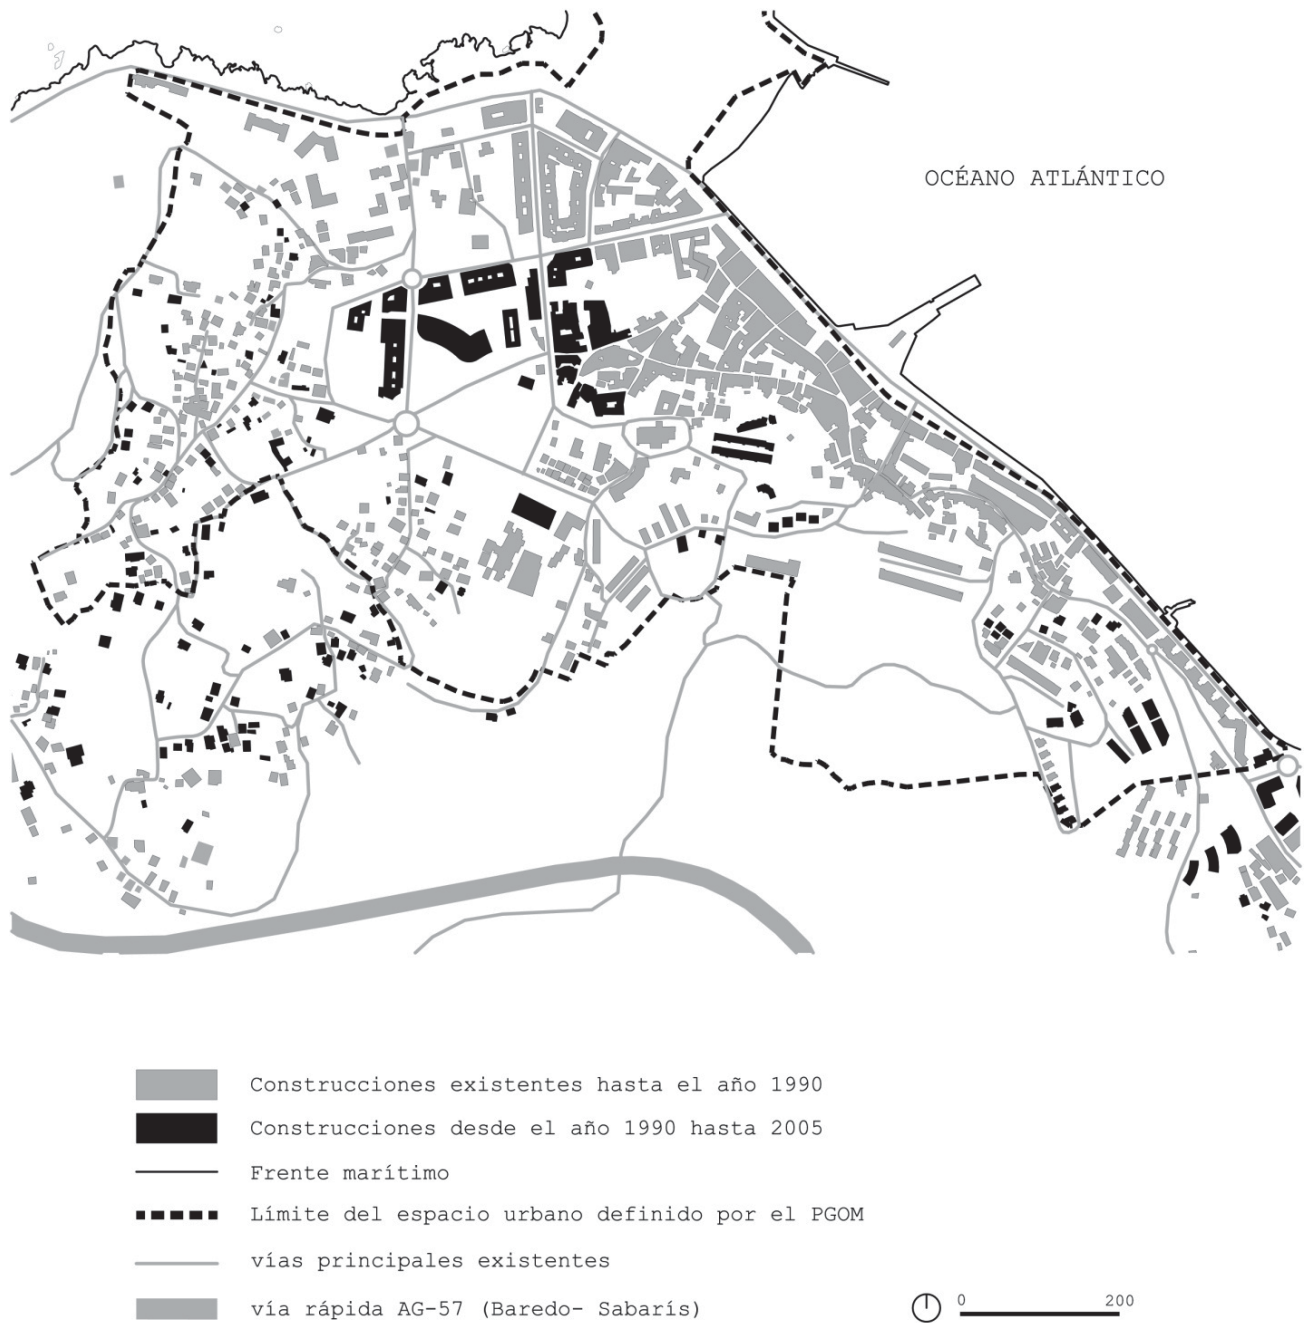 OCÉANO ATLÁNTICO
Construcciones existentes hasta el año 1990
Construcciones desde el año 1990 hasta 2005
Frente marítimo
Límite del espacio urbano definido por el PGOM
vías principales existentes
vía rápida AG-57 (Baredo- Sabarís)
0 200